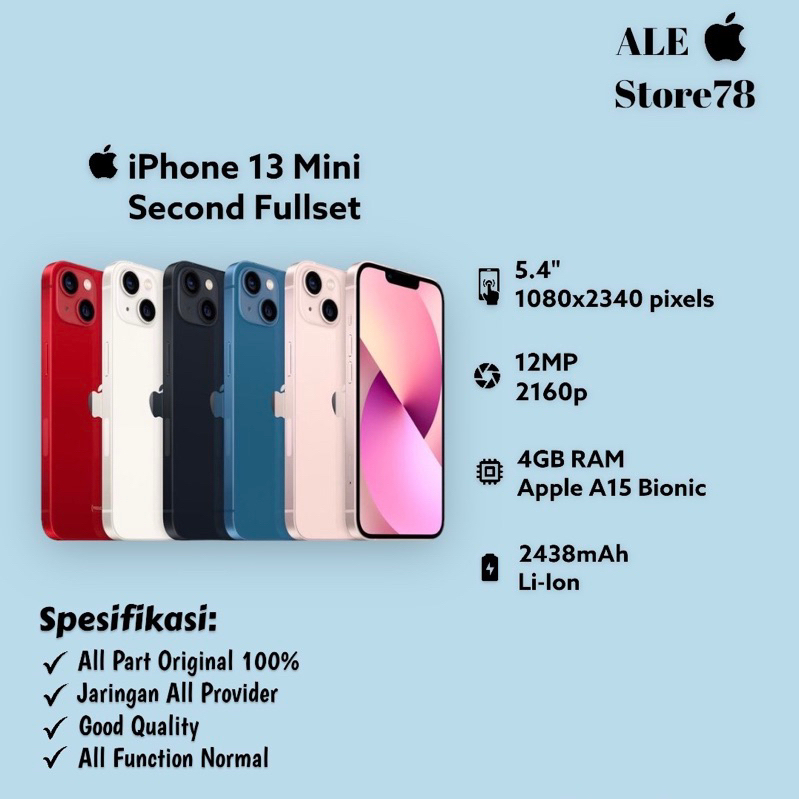 ALE
Store78
iPhone 13 Mini
Second Fullset
5.4"
1080x2340 pixels
12MP
2160p
4GB RAM
Apple A15 Bionic
2438mAh
Li-Ion
Spesifikasi:
✓ All Part Original 100%
✓ Jaringan All Provider
✓ Good Quality
✓ All Function Normal